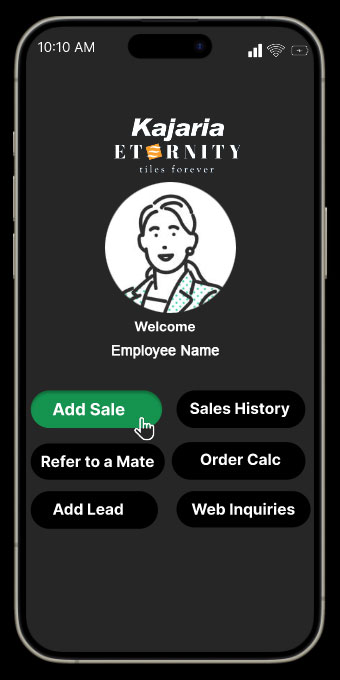 10:10 AM
Kajaria
ETERNITY
tiles forever
Welcome
Employee Name
Add Sale
Sales History
Refer to a Mate
Order Calc
Add Lead
Web Inquiries